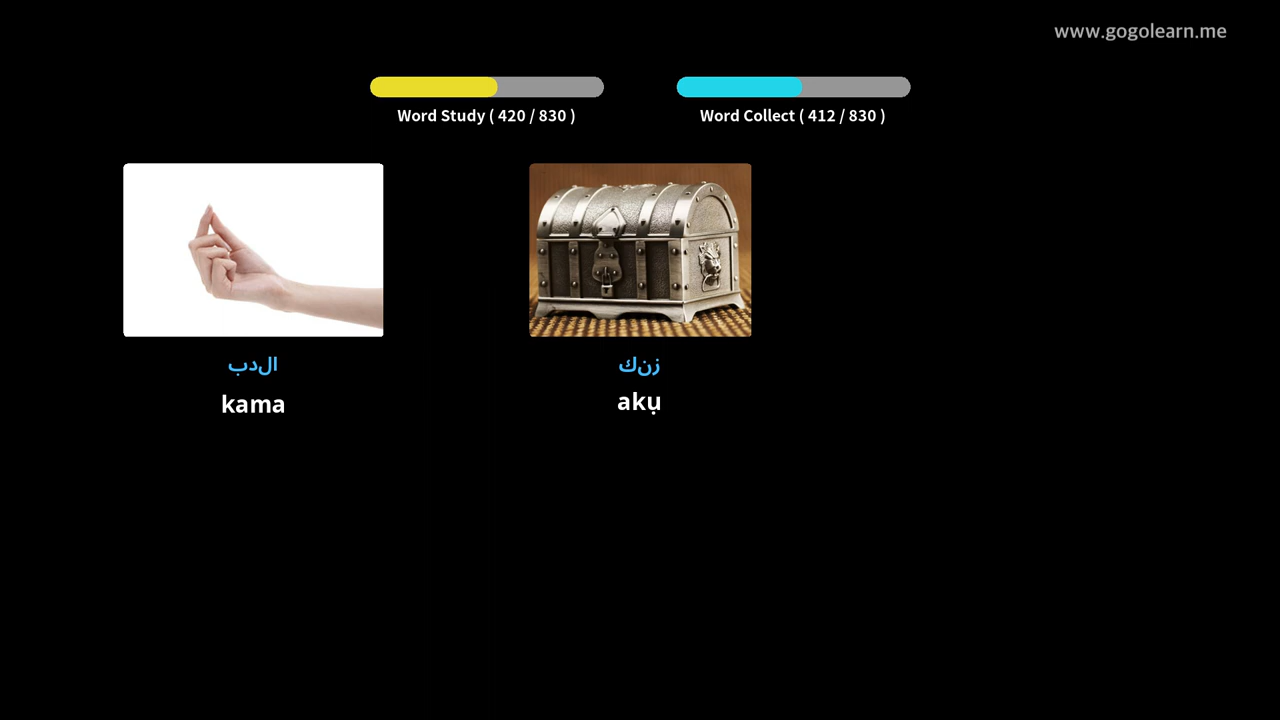 www.gogolearn.me
Word Study ( 420 / 830 )
Word Collect ( 412 / 830 )
الدب
زنك
kama
akụ